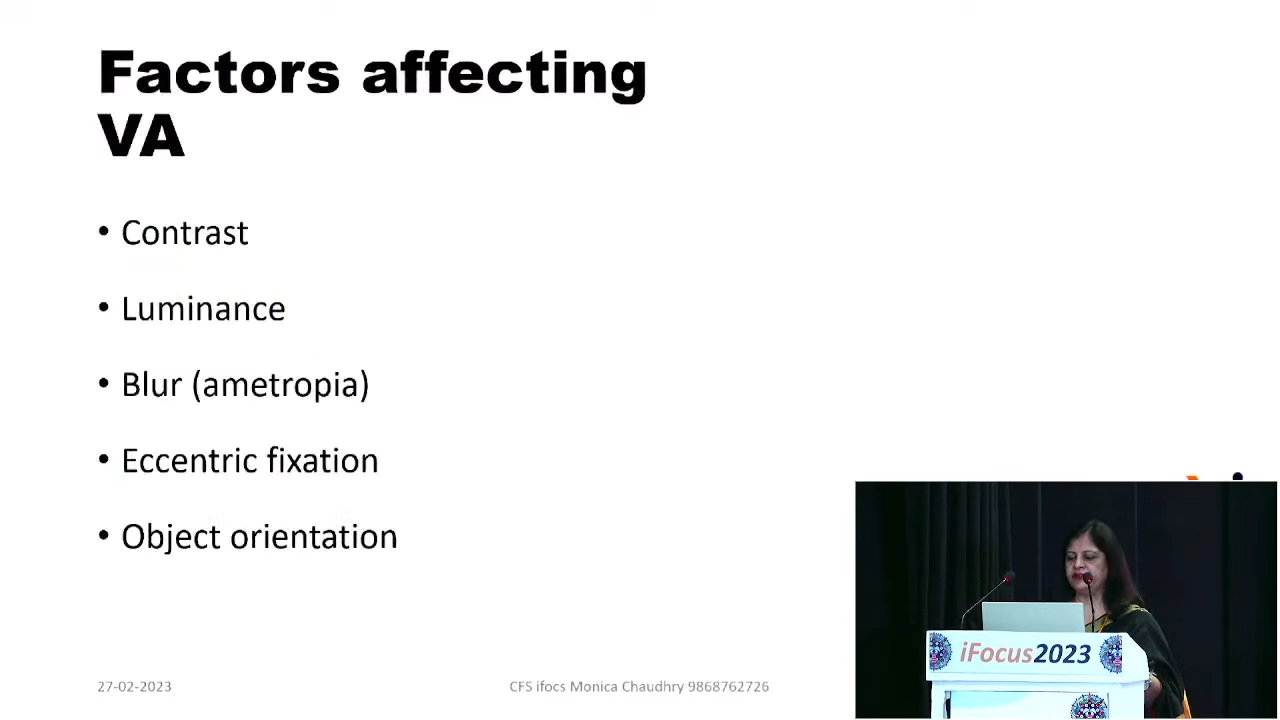 Factors affecting
VA
• Contrast
• Luminance
• Blur (ametropia)
• Eccentric fixation
• Object orientation
27-02-2023
CFS ifocs Monica Chaudhry 9868762726
iFocus2023